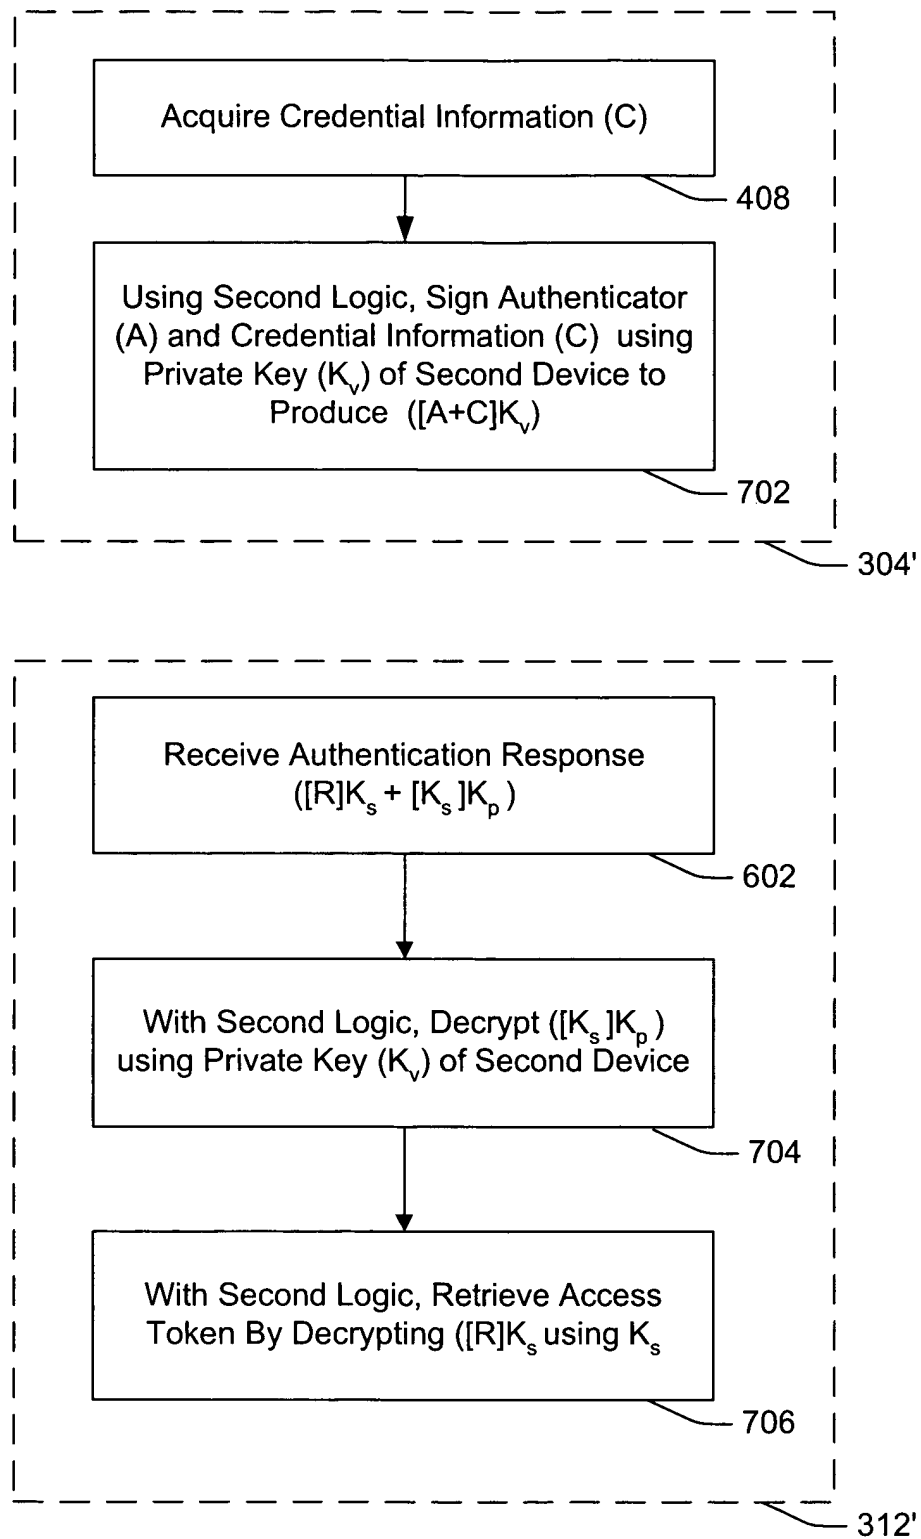 Acquire Credential Information (C)
408
Using Second Logic, Sign Authenticator
(A) and Credential Information (C) using
Private Key (Kv) of Second Device to
Produce ([A+C]Kv)
702
304'
Receive Authentication Response
([R]Ks + [Ks]Kp)
602
With Second Logic, Decrypt ([Ks]Kp)
using Private Key (Kv) of Second Device
704
With Second Logic, Retrieve Access
Token By Decrypting ([R]Ks using Ks
706
312'